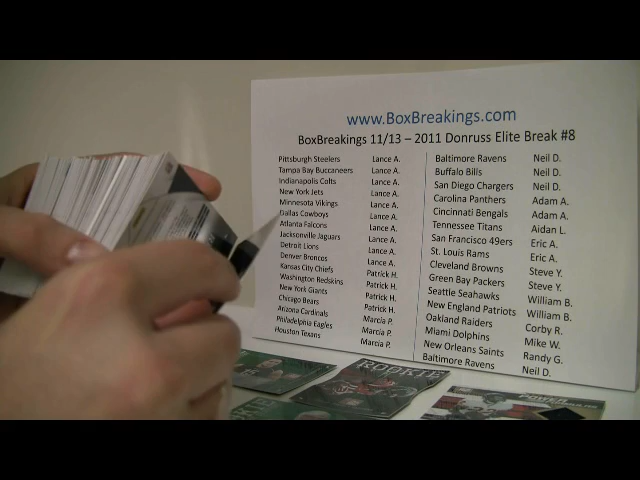 www.BoxBreakings.com
BoxBreakings 11/13 – 2011 Donruss Elite Break #8
Pittsburgh Steelers Lance A.
Tampa Bay Buccaneers Lance A.
Indianapolis Colts Lance A.
New York Jets Lance A.
Minnesota Vikings Lance A.
Dallas Cowboys Lance A.
Atlanta Falcons Lance A.
Jacksonville Jaguars Lance A.
Detroit Lions Lance A.
Denver Broncos Lance A.
Kansas City Chiefs Patrick H.
Washington Redskins Patrick H.
New York Giants Patrick H.
Chicago Bears Patrick H.
Arizona Cardinals Marcia P.
Philadelphia Eagles Marcia P.
Houston Texans Marcia P.
Baltimore Ravens Neil D.
Buffalo Bills Neil D.
San Diego Chargers Neil D.
Carolina Panthers Adam A.
Cincinnati Bengals Adam A.
Tennessee Titans Aidan L.
San Francisco 49ers Eric A.
St. Louis Rams Eric A.
Cleveland Browns Steve Y.
Green Bay Packers Steve Y.
Seattle Seahawks William B.
New England Patriots William B.
Oakland Raiders Corby R.
Miami Dolphins Mike W.
New Orleans Saints Randy G.
Baltimore Ravens Neil D.
ROOKIE
POWER